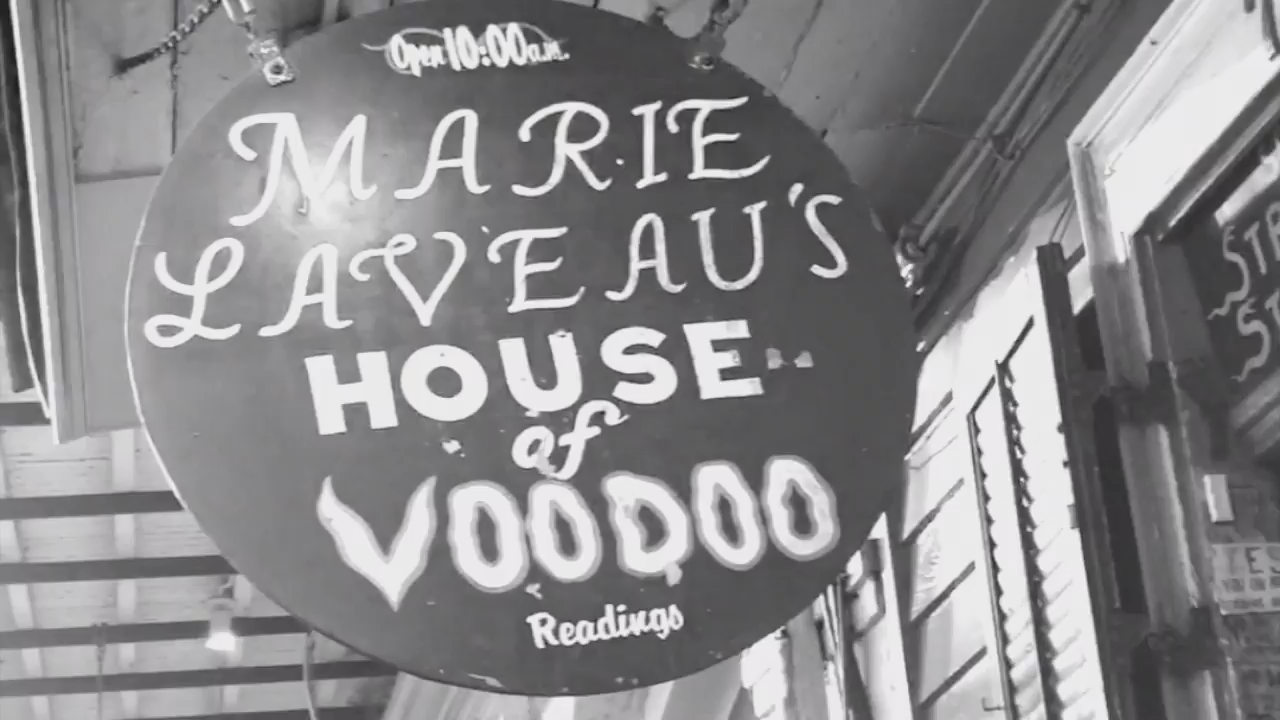 Open 10:00 a.m.
MARIE
LAVEAU'S
HOUSE
of
VOODOO
Readings